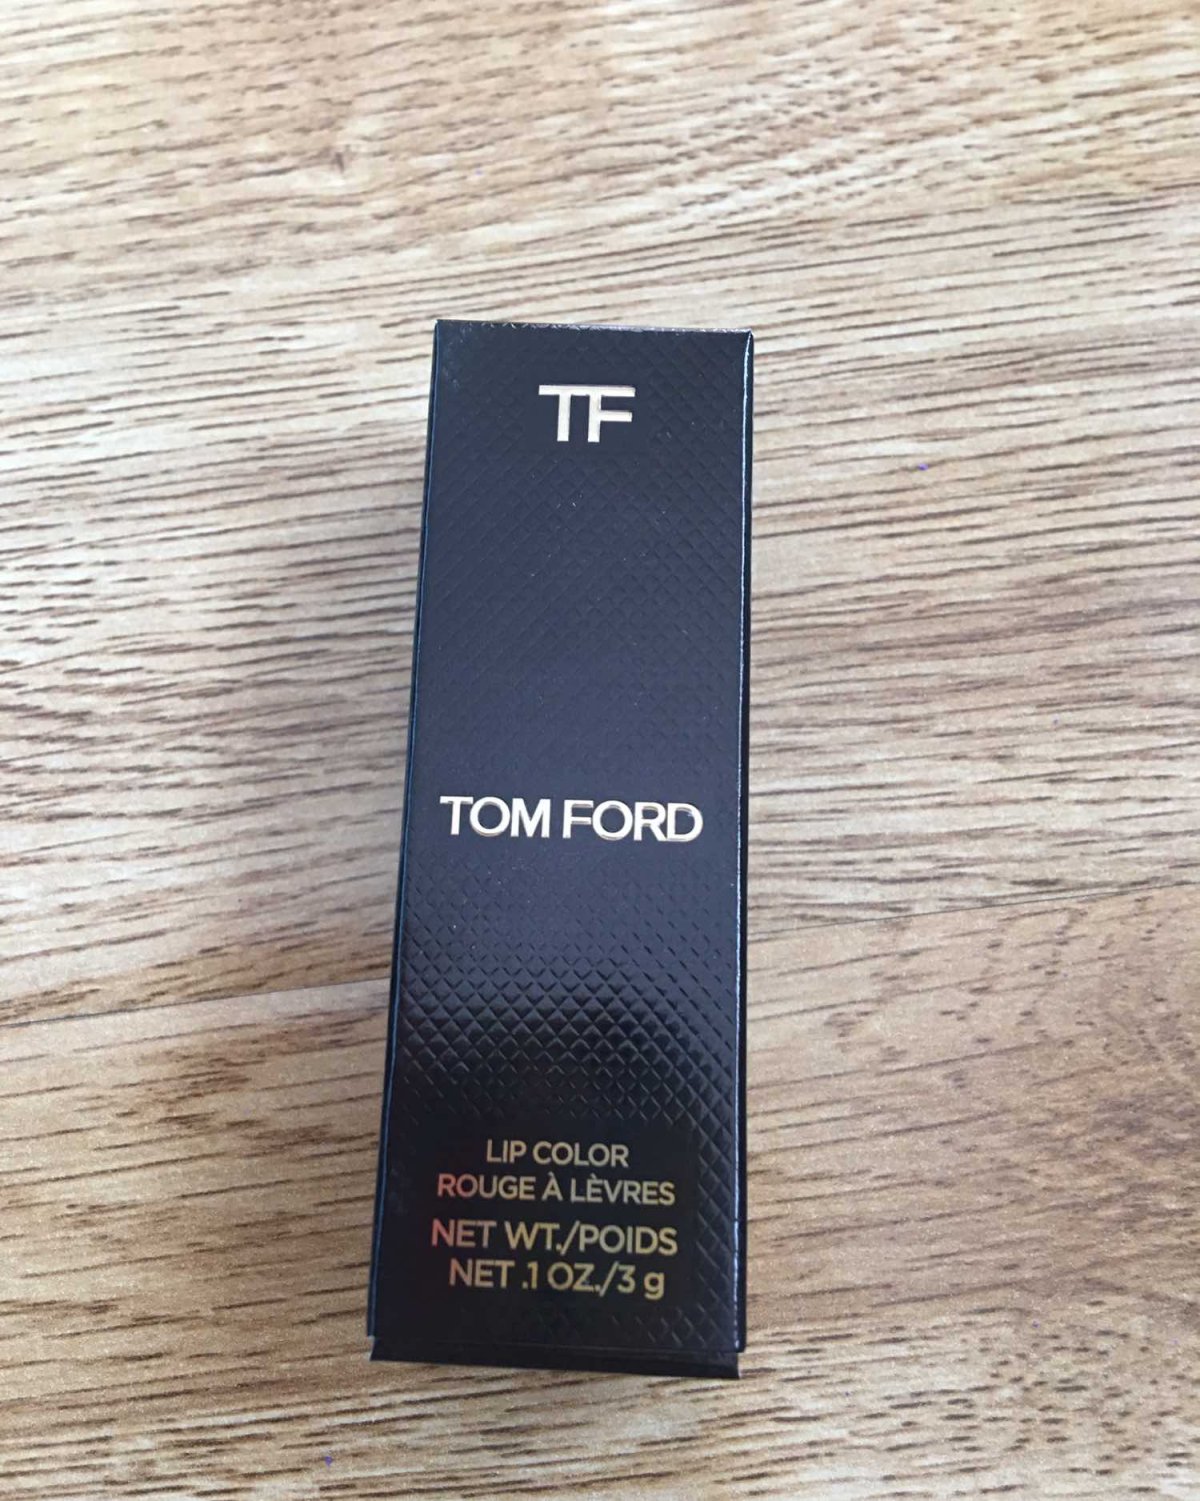 TF
TOM FORD
LIP COLOR
ROUGE À LÈVRES
NET WT./POIDS
NET .1 OZ./3 g